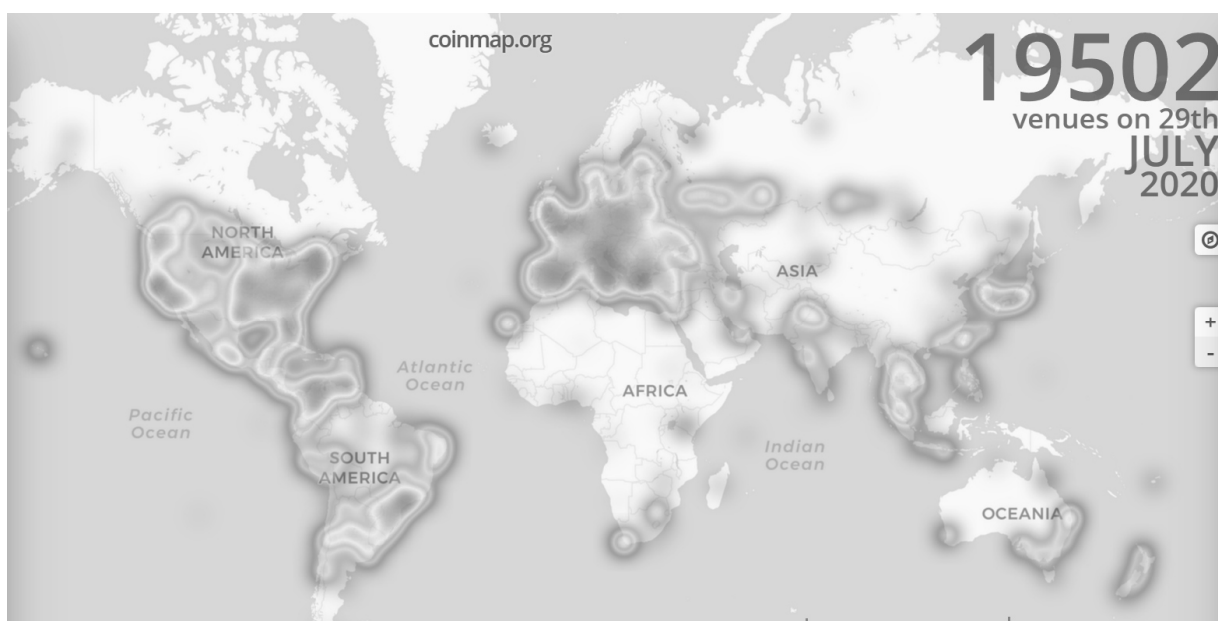 coinmap.org
19502
venues on 29th
JULY
2020
NORTH
AMERICA
ASIA
Atlantic
Ocean
AFRICA
Pacific
Ocean
SOUTH
AMERICA
Indian
Ocean
OCEANIA
+
-